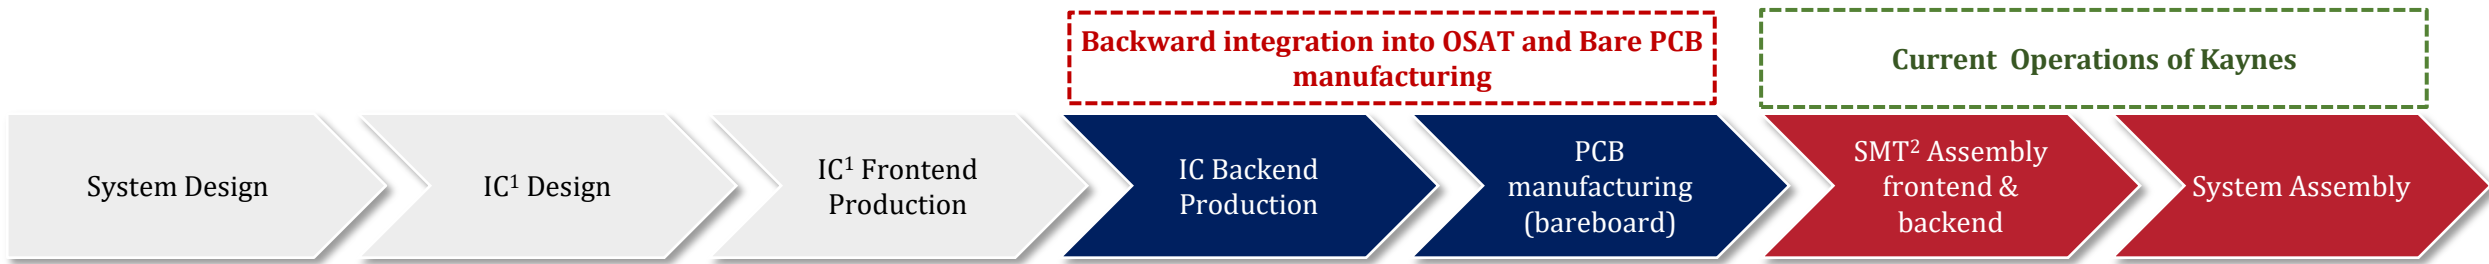 Backward integration into OSAT and Bare PCB
manufacturing
Current  Operations of Kaynes
System Design
IC¹ Design
IC¹ Frontend
Production
IC Backend
Production
PCB
manufacturing
(bareboard)
SMT² Assembly
frontend &
backend
System Assembly